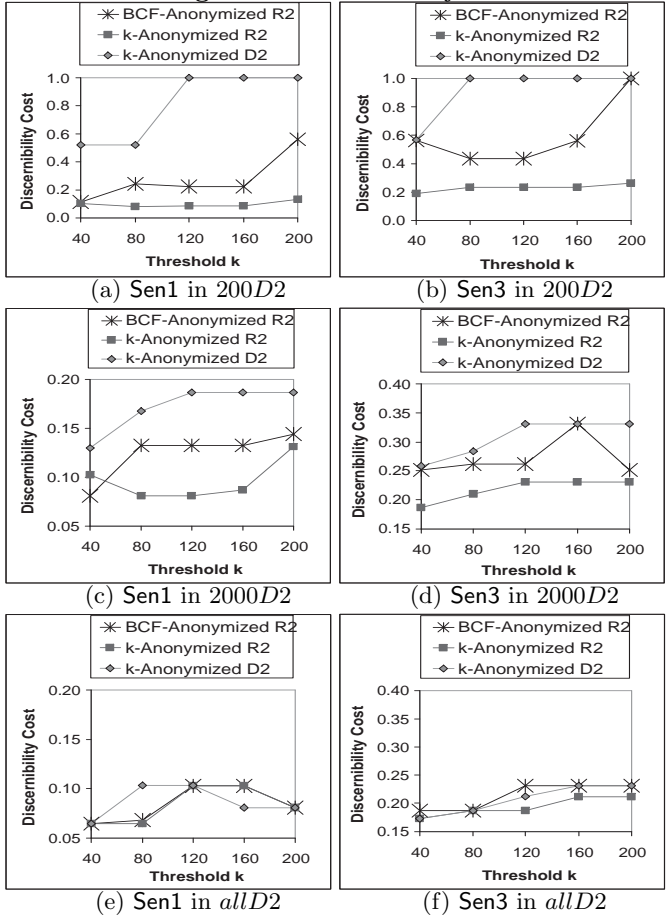 BCF-Anonymized R2
k-Anonymized R2
k-Anonymized D2
1.0
0.8
0.6
0.4
0.2
0.0
Discernibility Cost
40 80 120 160 200
Threshold k
(a) Sen1 in 200D2
BCF-Anonymized R2
k-Anonymized R2
k-Anonymized D2
1.0
0.8
0.6
0.4
0.2
0.0
Discernibility Cost
40 80 120 160 200
Threshold k
(b) Sen3 in 200D2
BCF-Anonymized R2
k-Anonymized R2
k-Anonymized D2
0.20
0.15
0.10
0.05
Discernibility Cost
40 80 120 160 200
Threshold k
(c) Sen1 in 2000D2
BCF-Anonymized R2
k-Anonymized R2
k-Anonymized D2
0.40
0.35
0.30
0.25
0.20
0.15
Discernibility Cost
40 80 120 160 200
Threshold k
(d) Sen3 in 2000D2
BCF-Anonymized R2
k-Anonymized R2
k-Anonymized D2
0.20
0.15
0.10
0.05
Discernibility Cost
40 80 120 160 200
Threshold k
(e) Sen1 in allD2
BCF-Anonymized R2
k-Anonymized R2
k-Anonymized D2
0.40
0.35
0.30
0.25
0.20
0.15
Discernibility Cost
40 80 120 160 200
Threshold k
(f) Sen3 in allD2